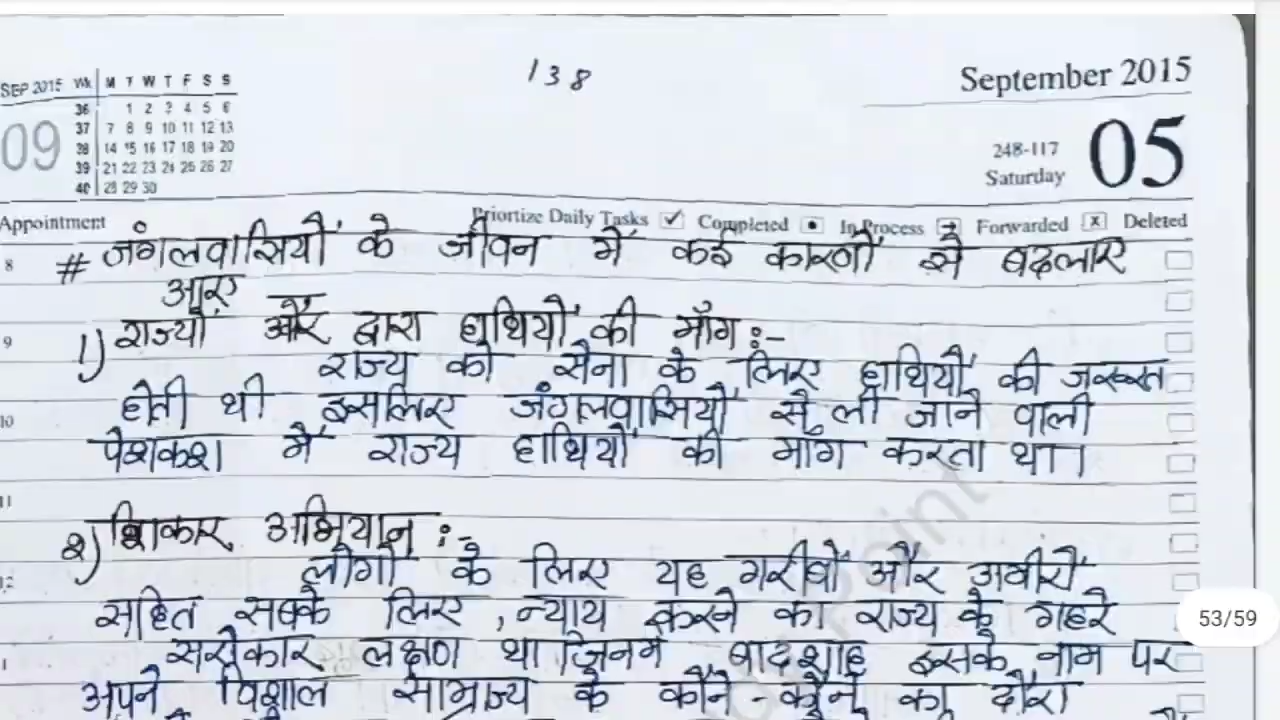 138
September 2015
SEP 2015 Wk M T W T F S S
36 1 2 3 4 5 6
09 37 7 8 9 10 11 12 13
38 14 15 16 17 18 19 20
39 21 22 23 24 25 26 27
40 28 29 30
05
248-117
Saturday
Appointment Prioritize Daily Tasks ✓ Completed • In Process → Forwarded x Deleted
8 # जंगलवासियों के जीवन में कई कारणों से बदलाए
आए
9 1) राज्यों और द्वारा हाथियों की माँग :-
राज्य को सेना के लिए हाथियों की जरूरत
10 होती थी इसलिए जंगलवासियों से ली जाने वाली
पेशकश में राज्य हाथियों की मांग करता था।
11
2) शिकार अभियान :-
12 लोगों के लिए यह गरीबों और अमीरों
सहित सबके लिए , न्याय करने का राज्य के गहरे
53/59
1 सरोकार लक्षण था जिनमें बादशाह इसके नाम पर
अपने विशाल साम्राज्य के कौने-कौने का दौरा
Point